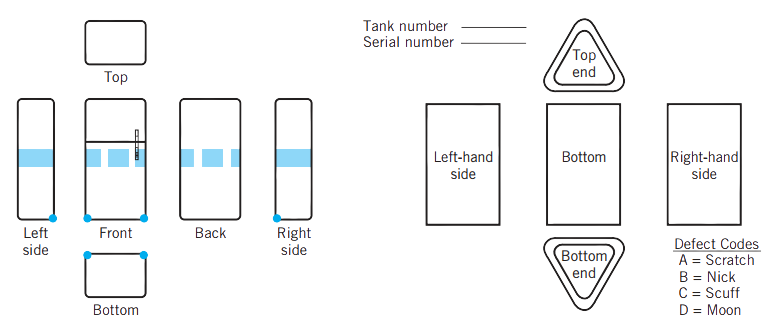 Top
Left
side
Front
Back
Right
side
Bottom
Tank number
Serial number
Top
end
Left-hand
side
Bottom
Right-hand
side
Bottom
end
Defect Codes
A = Scratch
B = Nick
C = Scuff
D = Moon